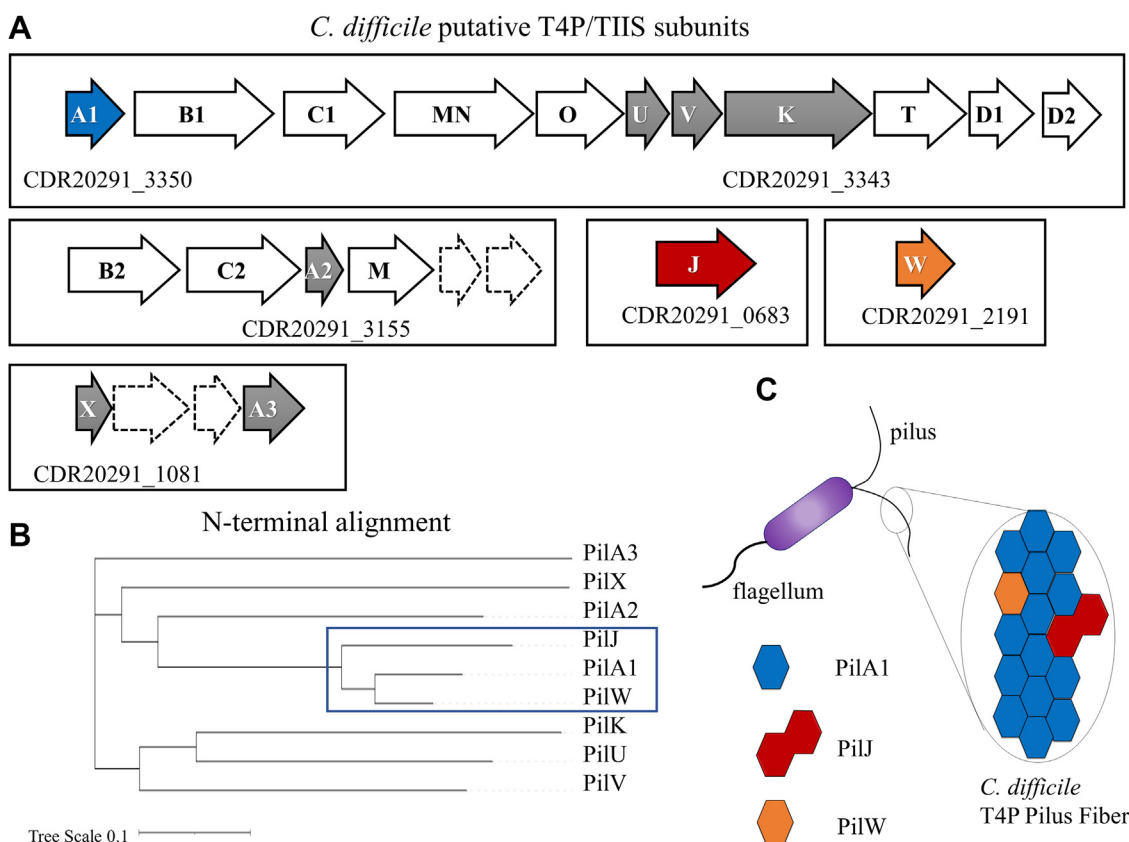 A
C. difficile putative T4P/TIIS subunits
A1 B1 C1 MN O U V K T D1 D2
CDR20291_3350 CDR20291_3343
B2 C2 A2 M
CDR20291_3155
J
CDR20291_0683
W
CDR20291_2191
X A3
CDR20291_1081
B
N-terminal alignment
PilA3
PilX
PilA2
PilJ
PilA1
PilW
PilK
PilU
PilV
Tree Scale 0.1
C
pilus
flagellum
PilA1
PilJ
PilW
C. difficile
T4P Pilus Fiber